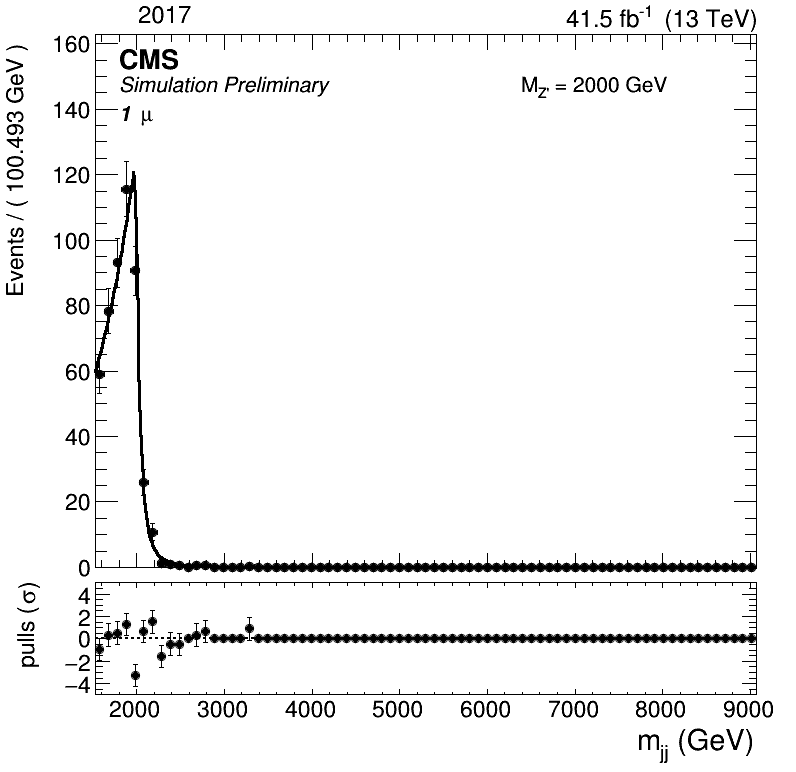 2017 41.5 fb⁻¹ (13 TeV)
CMS
Simulation Preliminary
M_Z' = 2000 GeV
1 μ
Events / ( 100.493 GeV )
160
140
120
100
80
60
40
20
0
pulls (σ)
4
2
0
−2
−4
2000 3000 4000 5000 6000 7000 8000 9000
m_jj (GeV)